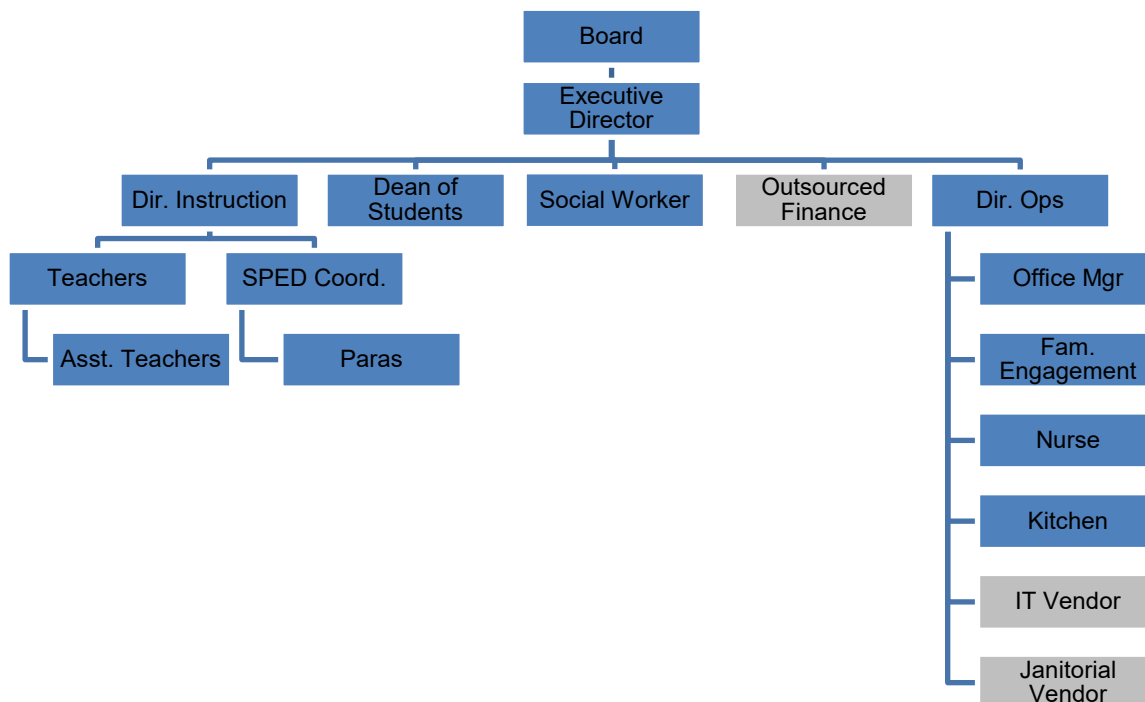 Board
Executive
Director
Dir. Instruction
Dean of
Students
Social Worker
Outsourced
Finance
Dir. Ops
Teachers
SPED Coord.
Office Mgr
Asst. Teachers
Paras
Fam.
Engagement
Nurse
Kitchen
IT Vendor
Janitorial
Vendor